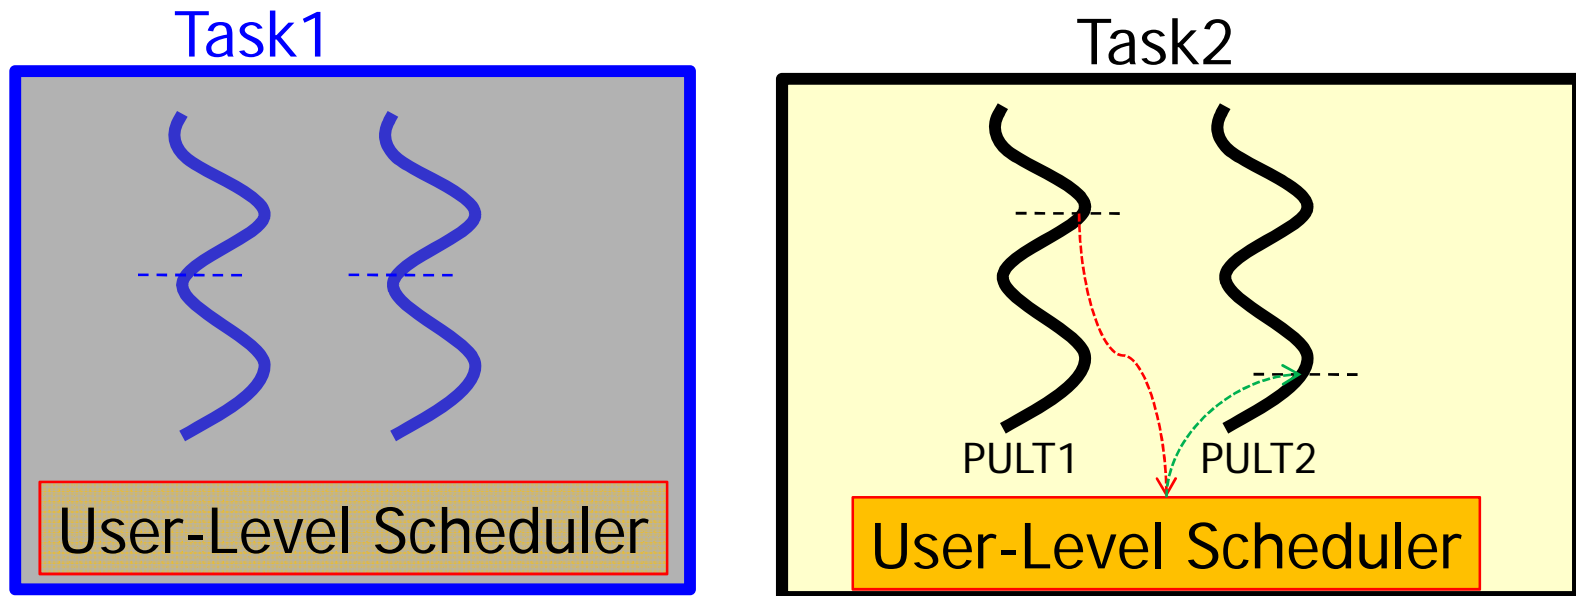 Task1
User-Level Scheduler
Task2
PULT1
PULT2
User-Level Scheduler